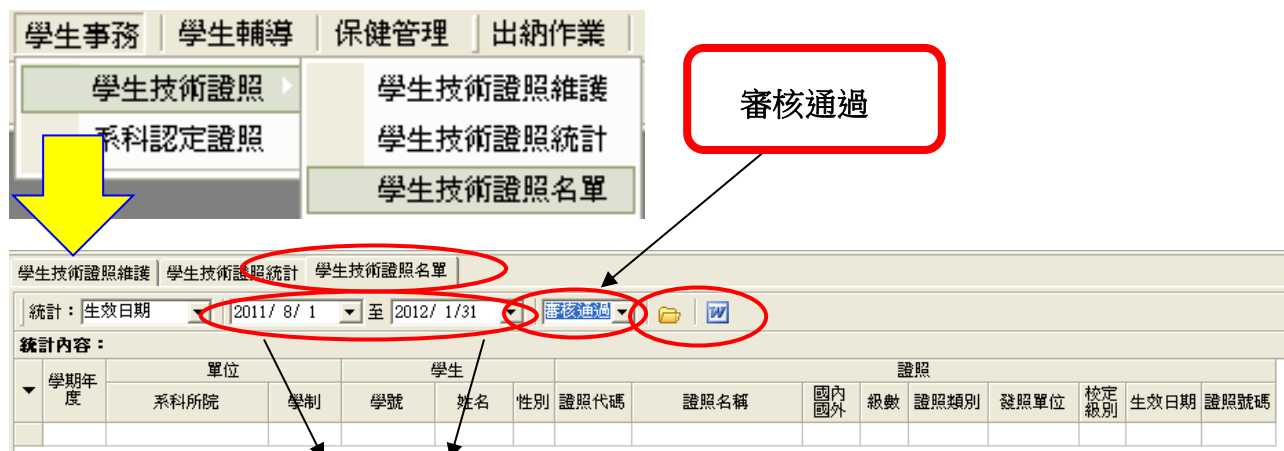 學生事務 學生輔導 保健管理 出納作業
學生技術證照 學生技術證照維護
系科認定證照 學生技術證照統計
學生技術證照名單
審核通過
學生技術證照維護 學生技術證照統計 學生技術證照名單
統計：生效日期 2011/ 8/ 1 至 2012/ 1/31 審核通過 W
統計內容：
學期年度 單位 學生 證照
系科所院 學制 學號 姓名 性別 證照代碼 證照名稱 國內國外 級數 證照類別 發照單位 校定級別 生效日期 證照號碼